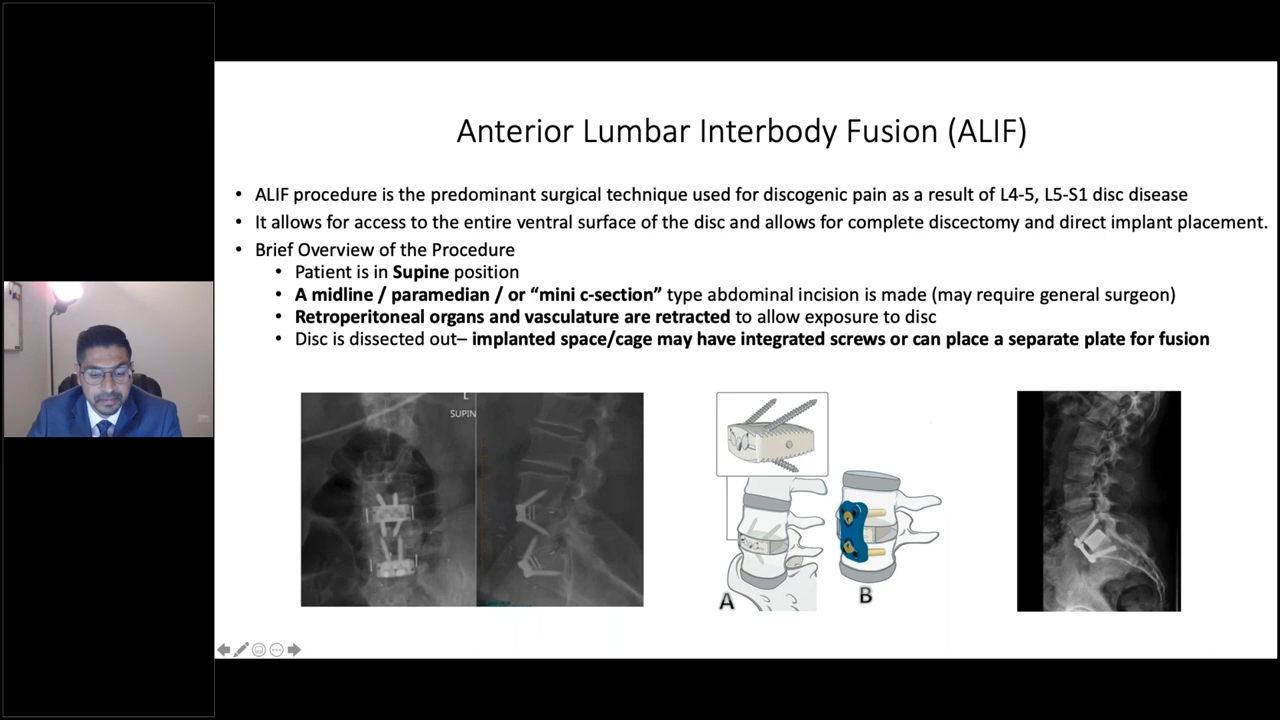 Anterior Lumbar Interbody Fusion (ALIF)
• ALIF procedure is the predominant surgical technique used for discogenic pain as a result of L4-5, L5-S1 disc disease
• It allows for access to the entire ventral surface of the disc and allows for complete discectomy and direct implant placement.
• Brief Overview of the Procedure
• Patient is in Supine position
• A midline / paramedian / or “mini c-section” type abdominal incision is made (may require general surgeon)
• Retroperitoneal organs and vasculature are retracted to allow exposure to disc
• Disc is dissected out– implanted space/cage may have integrated screws or can place a separate plate for fusion
L
SUPIN
A
B